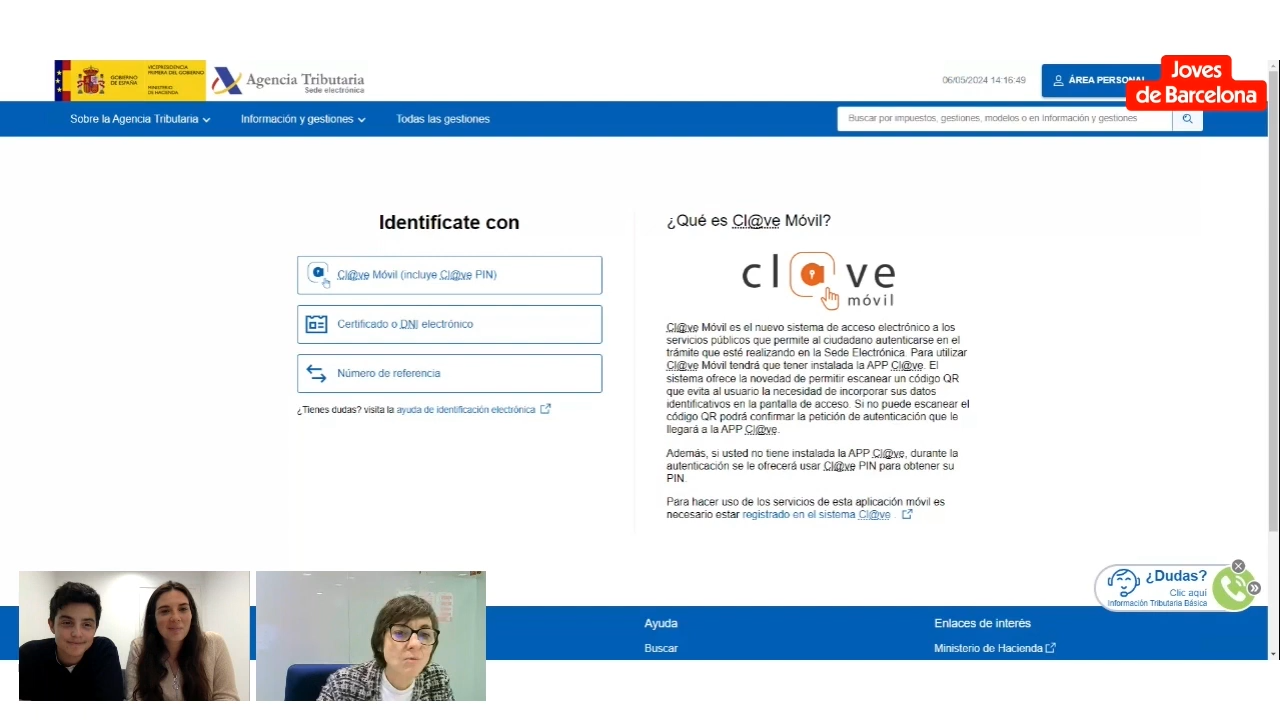 GOBIERNO
DE ESPAÑA
VICEPRESIDENCIA
PRIMERA DEL GOBIERNO
MINISTERIO
DE HACIENDA
Agencia Tributaria
Sede electrónica
06/05/2024 14:16:49
ÁREA PERSONAL
Joves
de Barcelona
Sobre la Agencia Tributaria
Información y gestiones
Todas las gestiones
Buscar por impuestos, gestiones, modelos o en Información y gestiones
Identifícate con
Cl@ve Móvil (incluye Cl@ve PIN)
Certificado o DNI electrónico
Número de referencia
¿Tienes dudas? visita la ayuda de identificación electrónica
¿Qué es Cl@ve Móvil?
cl@ve
móvil
Cl@ve Móvil es el nuevo sistema de acceso electrónico a los
servicios públicos que permite al ciudadano autenticarse en el
trámite que esté realizando en la Sede Electrónica. Para utilizar
Cl@ve Móvil tendrá que tener instalada la APP Cl@ve. El
sistema ofrece la novedad de permitir escanear un código QR
que evita al usuario la necesidad de incorporar sus datos
identificativos en la pantalla de acceso. Si no puede escanear el
código QR podrá confirmar la petición de autenticación que le
llegará a la APP Cl@ve.
Además, si usted no tiene instalada la APP Cl@ve, durante la
autenticación se le ofrecerá usar Cl@ve PIN para obtener su
PIN.
Para hacer uso de los servicios de esta aplicación móvil es
necesario estar registrado en el sistema Cl@ve .
¿Dudas?
Clic aquí
Información Tributaria Básica
Ayuda
Enlaces de interés
Buscar
Ministerio de Hacienda